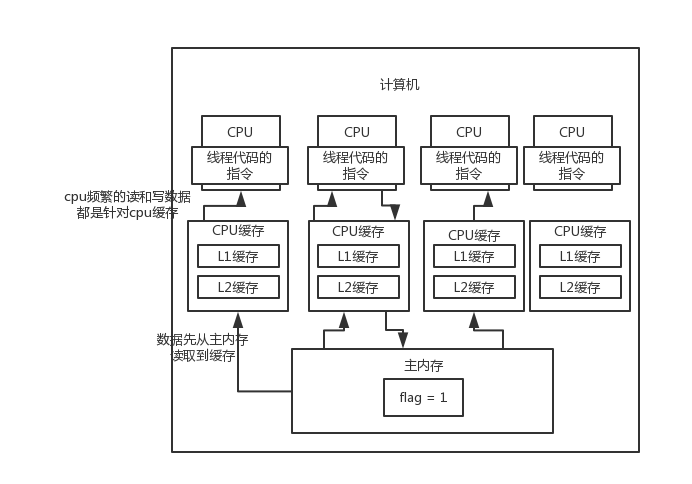 计算机
CPU
CPU
CPU
CPU
线程代码的
指令
线程代码的
指令
线程代码的
指令
线程代码的
指令
cpu频繁的读和写数据
都是针对cpu缓存
CPU缓存
L1缓存
L2缓存
CPU缓存
L1缓存
L2缓存
CPU缓存
L1缓存
L2缓存
CPU缓存
L1缓存
L2缓存
数据先从主内存
读取到缓存
主内存
flag = 1